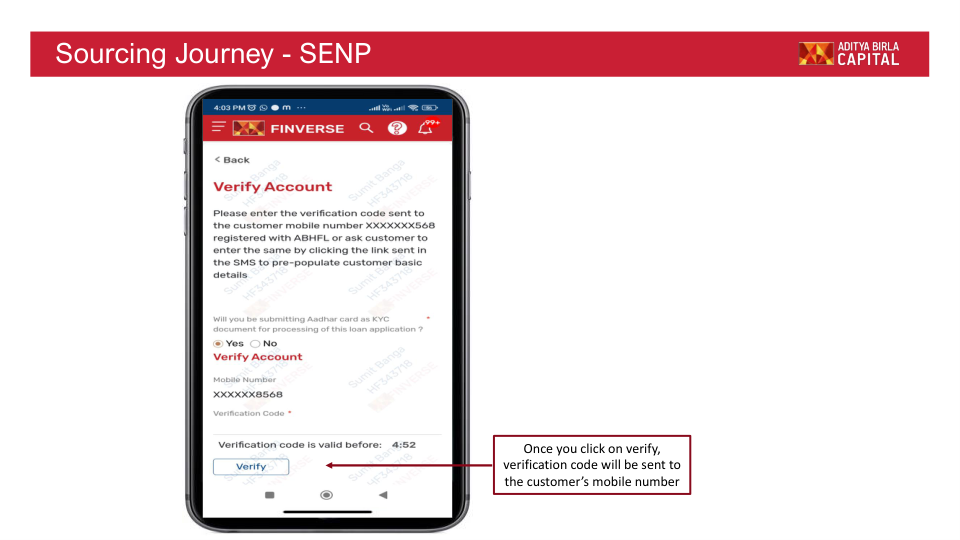 Sourcing Journey - SENP
ADITYA BIRLA
CAPITAL
4:03 PM
FINVERSE
99+
< Back
Verify Account
Please enter the verification code sent to
the customer mobile number XXXXXXX568
registered with ABHFL or ask customer to
enter the same by clicking the link sent in
the SMS to pre-populate customer basic
details
Will you be submitting Aadhar card as KYC *
document for processing of this loan application ?
Yes No
Verify Account
Mobile Number
XXXXXX8568
Verification Code *
Verification code is valid before: 4:52
Verify
Once you click on verify,
verification code will be sent to
the customer’s mobile number
Sumit Banga
HF343718
FINVERSE